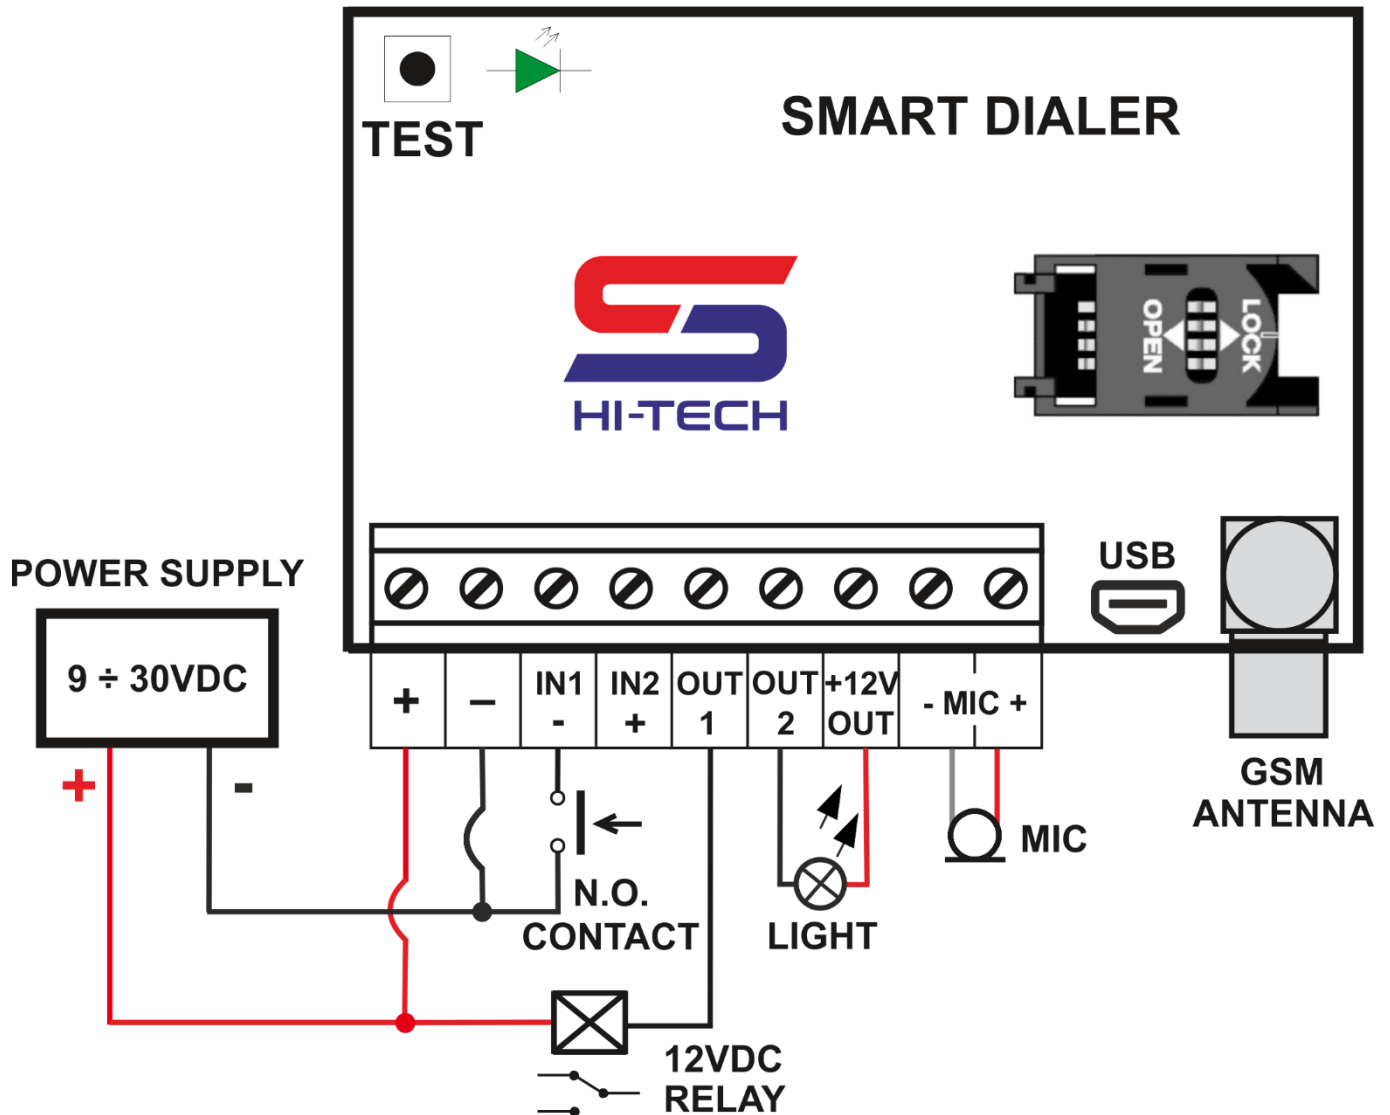 TEST
SMART DIALER
OPEN
LOCK
HI-TECH
POWER SUPPLY
9 ÷ 30VDC
+
-
USB
+
–
IN1
-
IN2
+
OUT
1
OUT
2
+12V
OUT
- MIC +
GSM
ANTENNA
N.O.
CONTACT
LIGHT
MIC
12VDC
RELAY